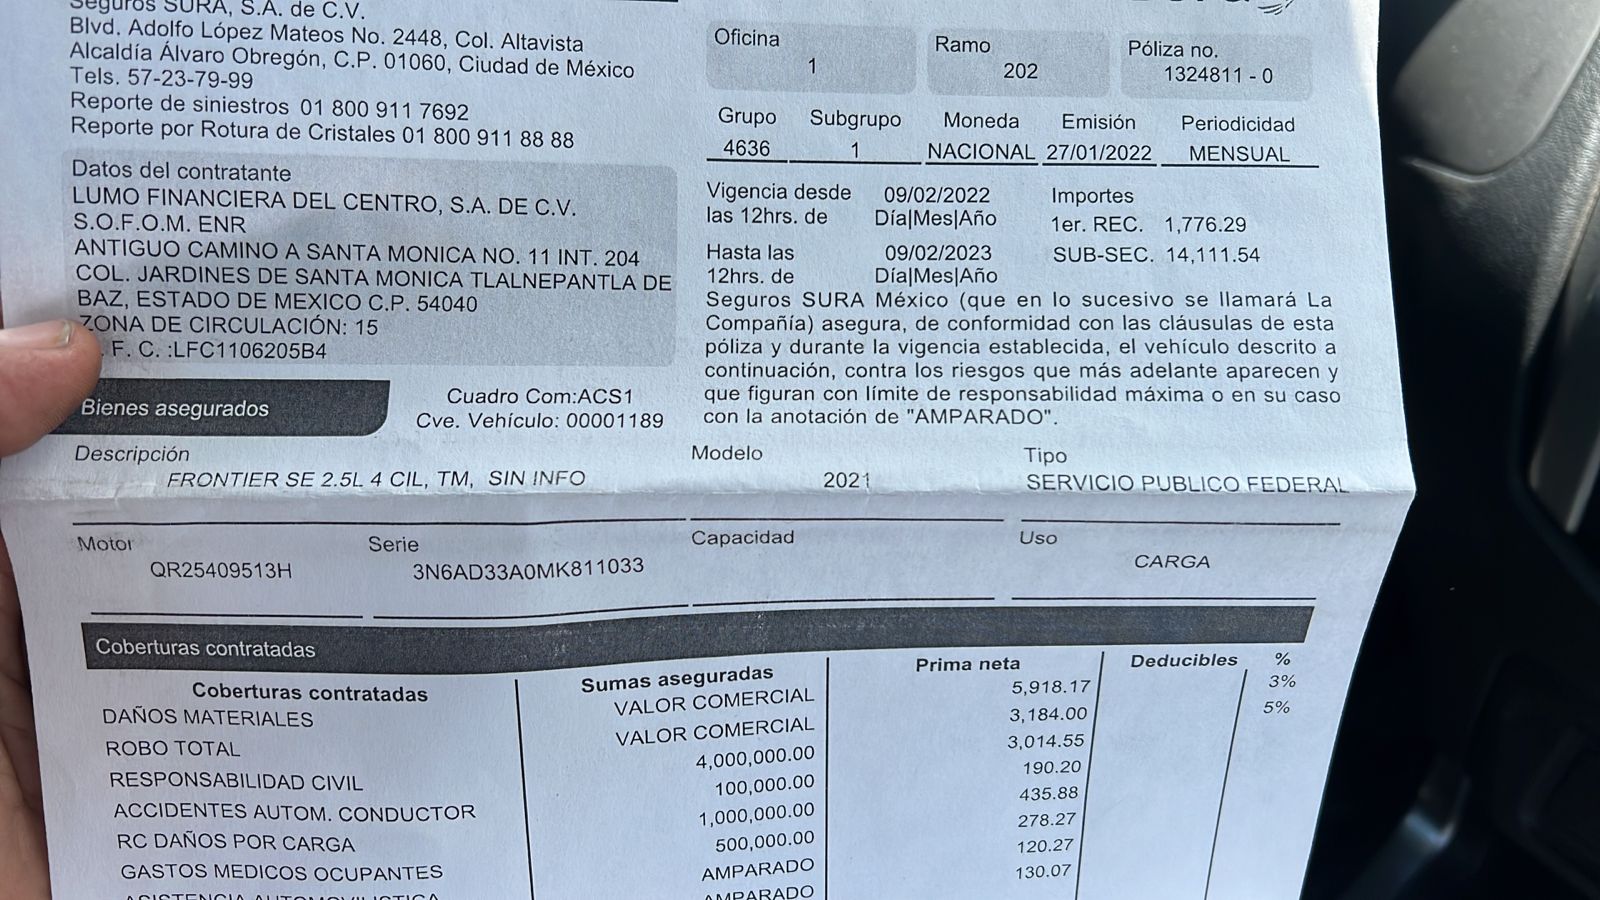 Seguros SURA, S.A. de C.V.
Blvd. Adolfo López Mateos No. 2448, Col. Altavista
Alcaldía Álvaro Obregón, C.P. 01060, Ciudad de México
Tels. 57-23-79-99
Reporte de siniestros 01 800 911 7692
Reporte por Rotura de Cristales 01 800 911 88 88
Oficina Ramo Póliza no.
1 202 1324811 - 0
Grupo Subgrupo Moneda Emisión Periodicidad
4636 1 NACIONAL 27/01/2022 MENSUAL
Datos del contratante
LUMO FINANCIERA DEL CENTRO, S.A. DE C.V.
S.O.F.O.M. ENR
ANTIGUO CAMINO A SANTA MONICA NO. 11 INT. 204
COL. JARDINES DE SANTA MONICA TLALNEPANTLA DE
BAZ, ESTADO DE MEXICO C.P. 54040
ZONA DE CIRCULACIÓN: 15
. F. C. :LFC1106205B4
Vigencia desde 09/02/2022 Importes
las 12hrs. de Día|Mes|Año 1er. REC. 1,776.29
Hasta las 09/02/2023 SUB-SEC. 14,111.54
12hrs. de Día|Mes|Año
Seguros SURA México (que en lo sucesivo se llamará La
Compañía) asegura, de conformidad con las cláusulas de esta
póliza y durante la vigencia establecida, el vehículo descrito a
continuación, contra los riesgos que más adelante aparecen y
que figuran con límite de responsabilidad máxima o en su caso
con la anotación de "AMPARADO".
Bienes asegurados
Cuadro Com:ACS1
Cve. Vehículo: 00001189
Descripción Modelo Tipo
FRONTIER SE 2.5L 4 CIL, TM, SIN INFO 2021 SERVICIO PUBLICO FEDERAL
Motor Serie Capacidad Uso
QR25409513H 3N6AD33A0MK811033 CARGA
Coberturas contratadas
Coberturas contratadas Sumas aseguradas Prima neta Deducibles %
DAÑOS MATERIALES VALOR COMERCIAL 5,918.17 3%
ROBO TOTAL VALOR COMERCIAL 3,184.00 5%
RESPONSABILIDAD CIVIL 4,000,000.00 3,014.55
ACCIDENTES AUTOM. CONDUCTOR 100,000.00 190.20
RC DAÑOS POR CARGA 1,000,000.00 435.88
GASTOS MEDICOS OCUPANTES 500,000.00 278.27
ASISTENCIA AUTOMOVILISTICA AMPARADO 120.27
AMPARADO 130.07